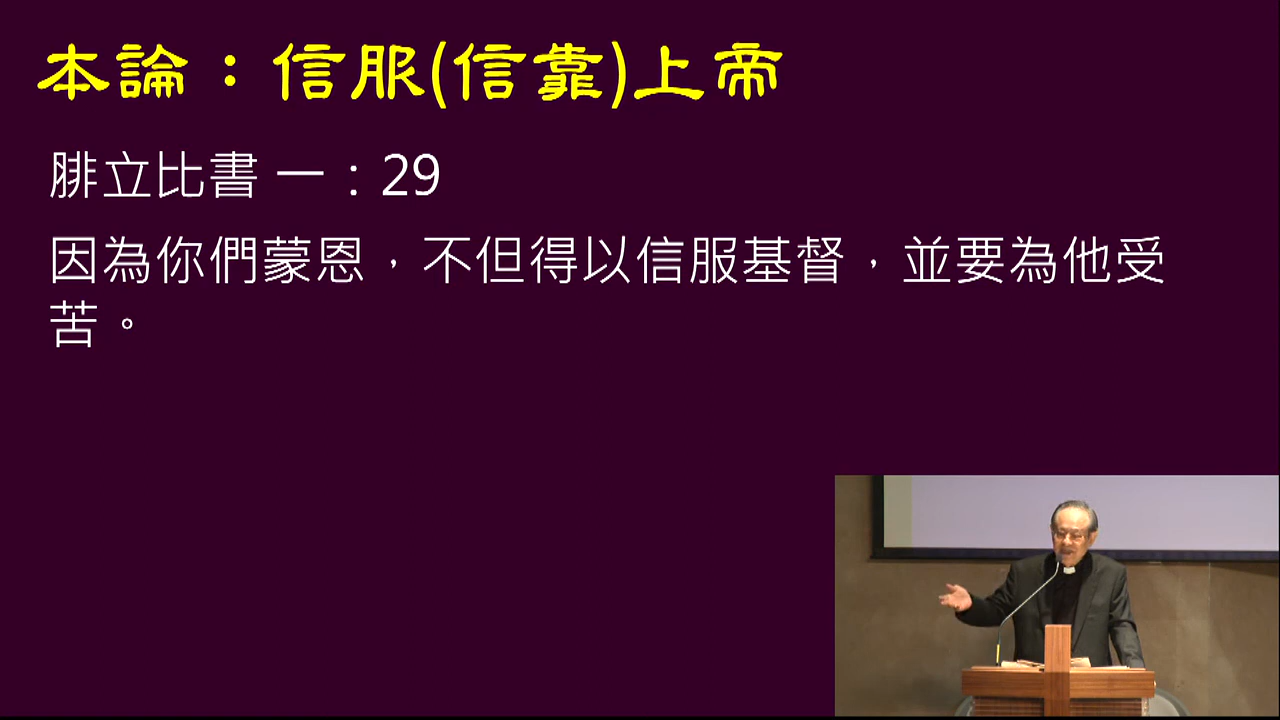 本論：信服(信靠)上帝
腓立比書 一：29
因為你們蒙恩，不但得以信服基督，並要為他受
苦。